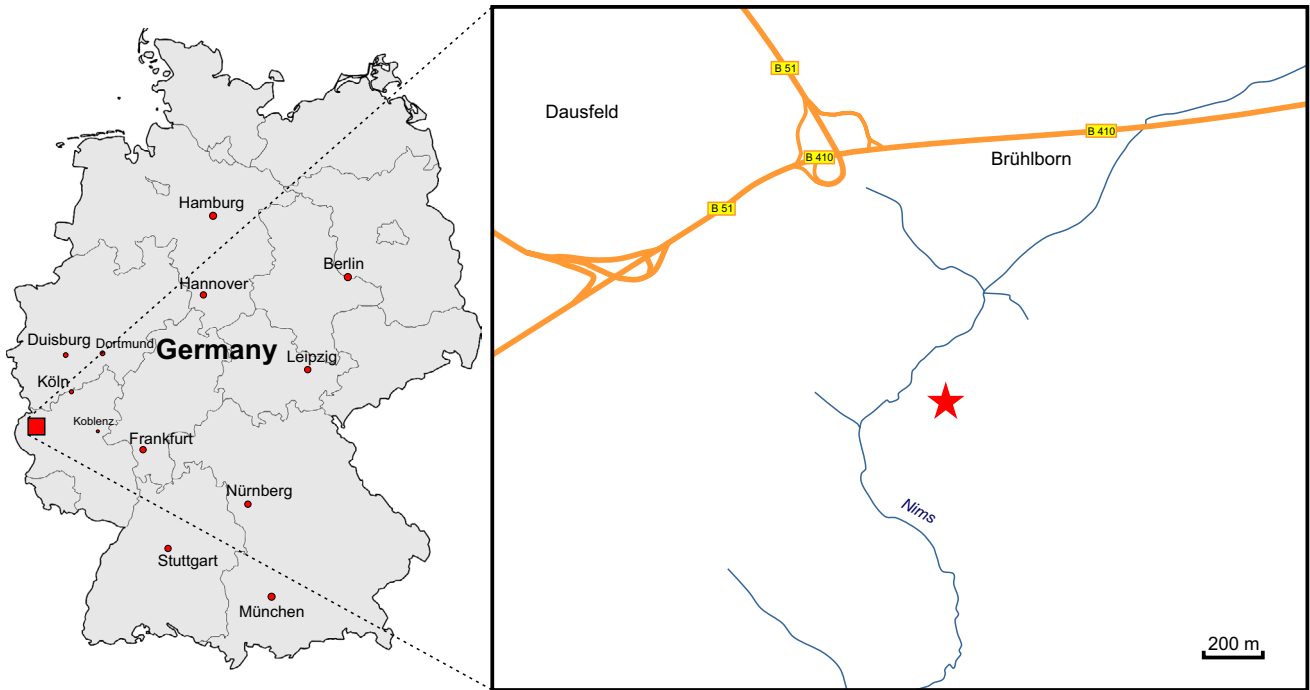 Hamburg
Berlin
Hannover
Duisburg
Dortmund
Germany
Leipzig
Köln
Koblenz
Frankfurt
Nürnberg
Stuttgart
München
B 51
Dausfeld
B 410
B 410
Brühlborn
B 51
Nims
200 m